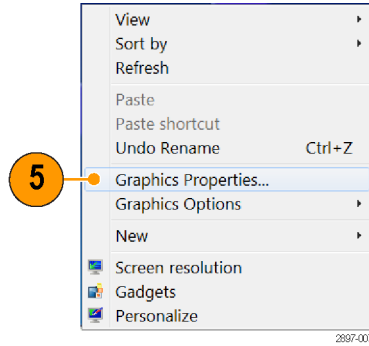 View
Sort by
Refresh
Paste
Paste shortcut
Undo Rename Ctrl+Z
5
Graphics Properties...
Graphics Options
New
Screen resolution
Gadgets
Personalize